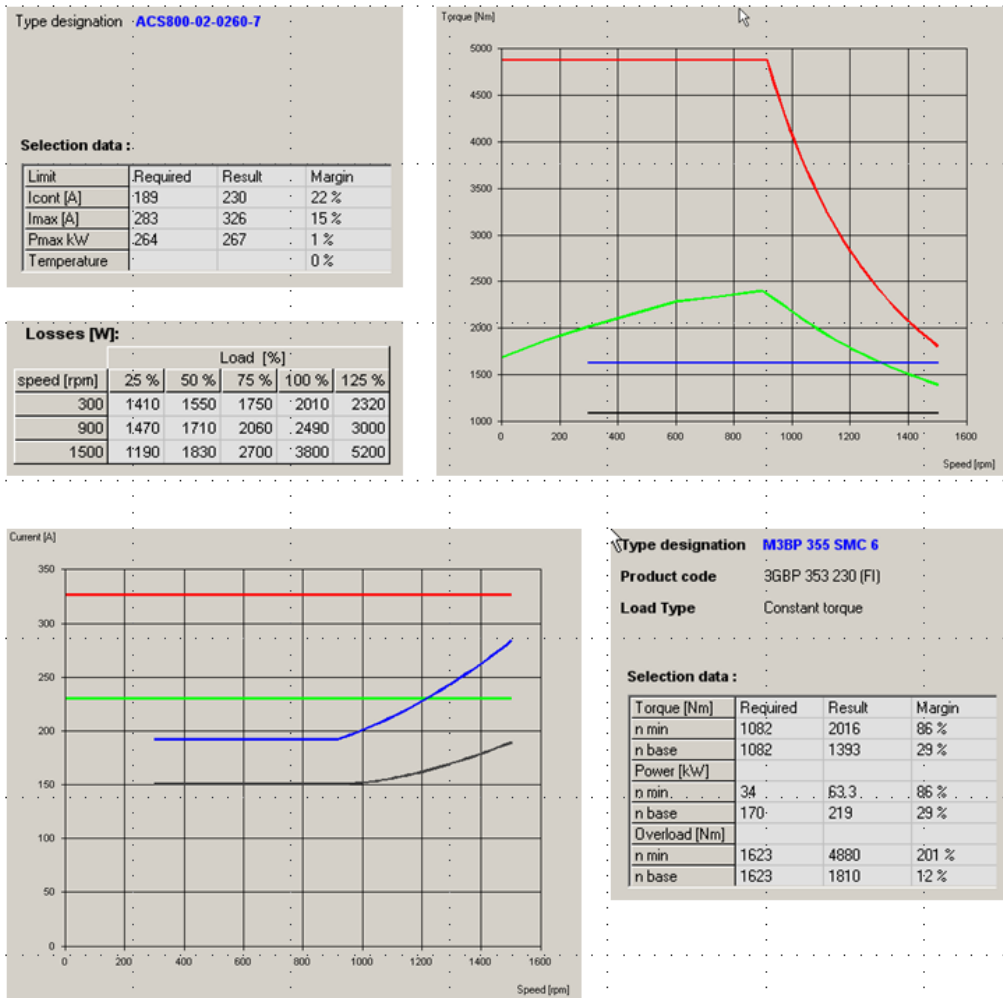 Type designation ACS800-02-0260-7
Selection data :
Limit Required Result Margin
Icont [A] 189 230 22 %
Imax [A] 283 326 15 %
Pmax kW 264 267 1 %
Temperature 0 %
Losses [W]:
Load [%]
speed [rpm] 25 % 50 % 75 % 100 % 125 %
300 1410 1550 1750 2010 2320
900 1470 1710 2060 2490 3000
1500 1190 1830 2700 3800 5200
Torque [Nm]
5000
4500
4000
3500
3000
2500
2000
1500
1000
0 200 400 600 800 1000 1200 1400 1600
Speed [rpm]
Current [A]
350
300
250
200
150
100
50
0
0 200 400 600 800 1000 1200 1400 1600
Speed [rpm]
Type designation M3BP 355 SMC 6
Product code 3GBP 353 230 (FI)
Load Type Constant torque
Selection data :
Torque [Nm] Required Result Margin
n min 1082 2016 86 %
n base 1082 1393 29 %
Power [kW]
n min 34 63,3 86 %
n base 170 219 29 %
Overload [Nm]
n min 1623 4880 201 %
n base 1623 1810 12 %